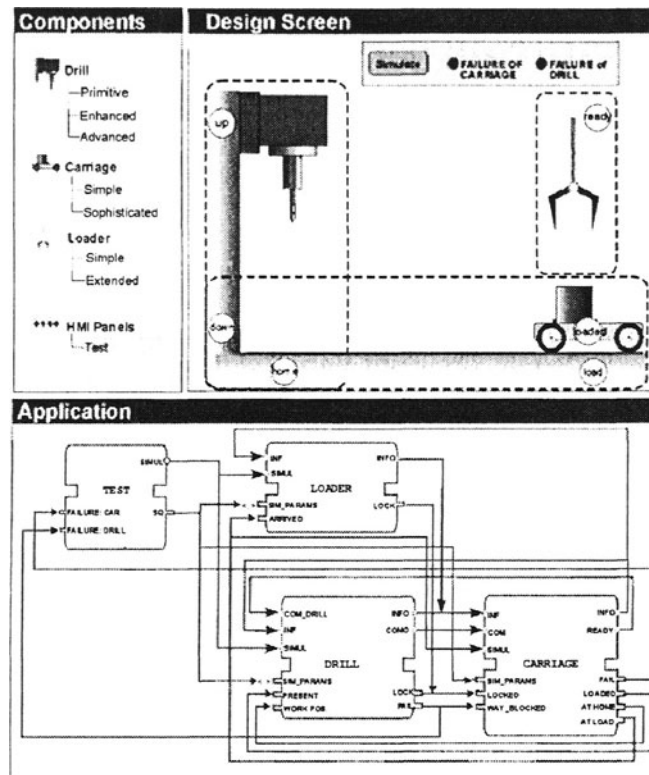 Components
Drill
Primitive
Enhanced
Advanced
Carriage
Simple
Sophisticated
Loader
Simple
Extended
HMI Panels
Test
Design Screen
Simulate
FAILURE OF CARRIAGE
FAILURE of DRILL
up
ready
down
loaded
home
load
Application
TEST
SIMUL
FAILURE: CAR
SQ
FAILURE: DRILL
INF
INFO
SIMUL
LOADER
SIM_PARAMS
LOCK
ARRIVED
COM_DRILL
INFO
INF
COMO
SIMUL
DRILL
SIM_PARAMS
PRESENT
LOCK
WORK POS
FAIL
INF
INFO
COM
READY
SIMUL
CARRIAGE
SIM_PARAMS
FAIL
LOCKED
LOADED
WAY_BLOCKED
AT HOME
AT LOAD